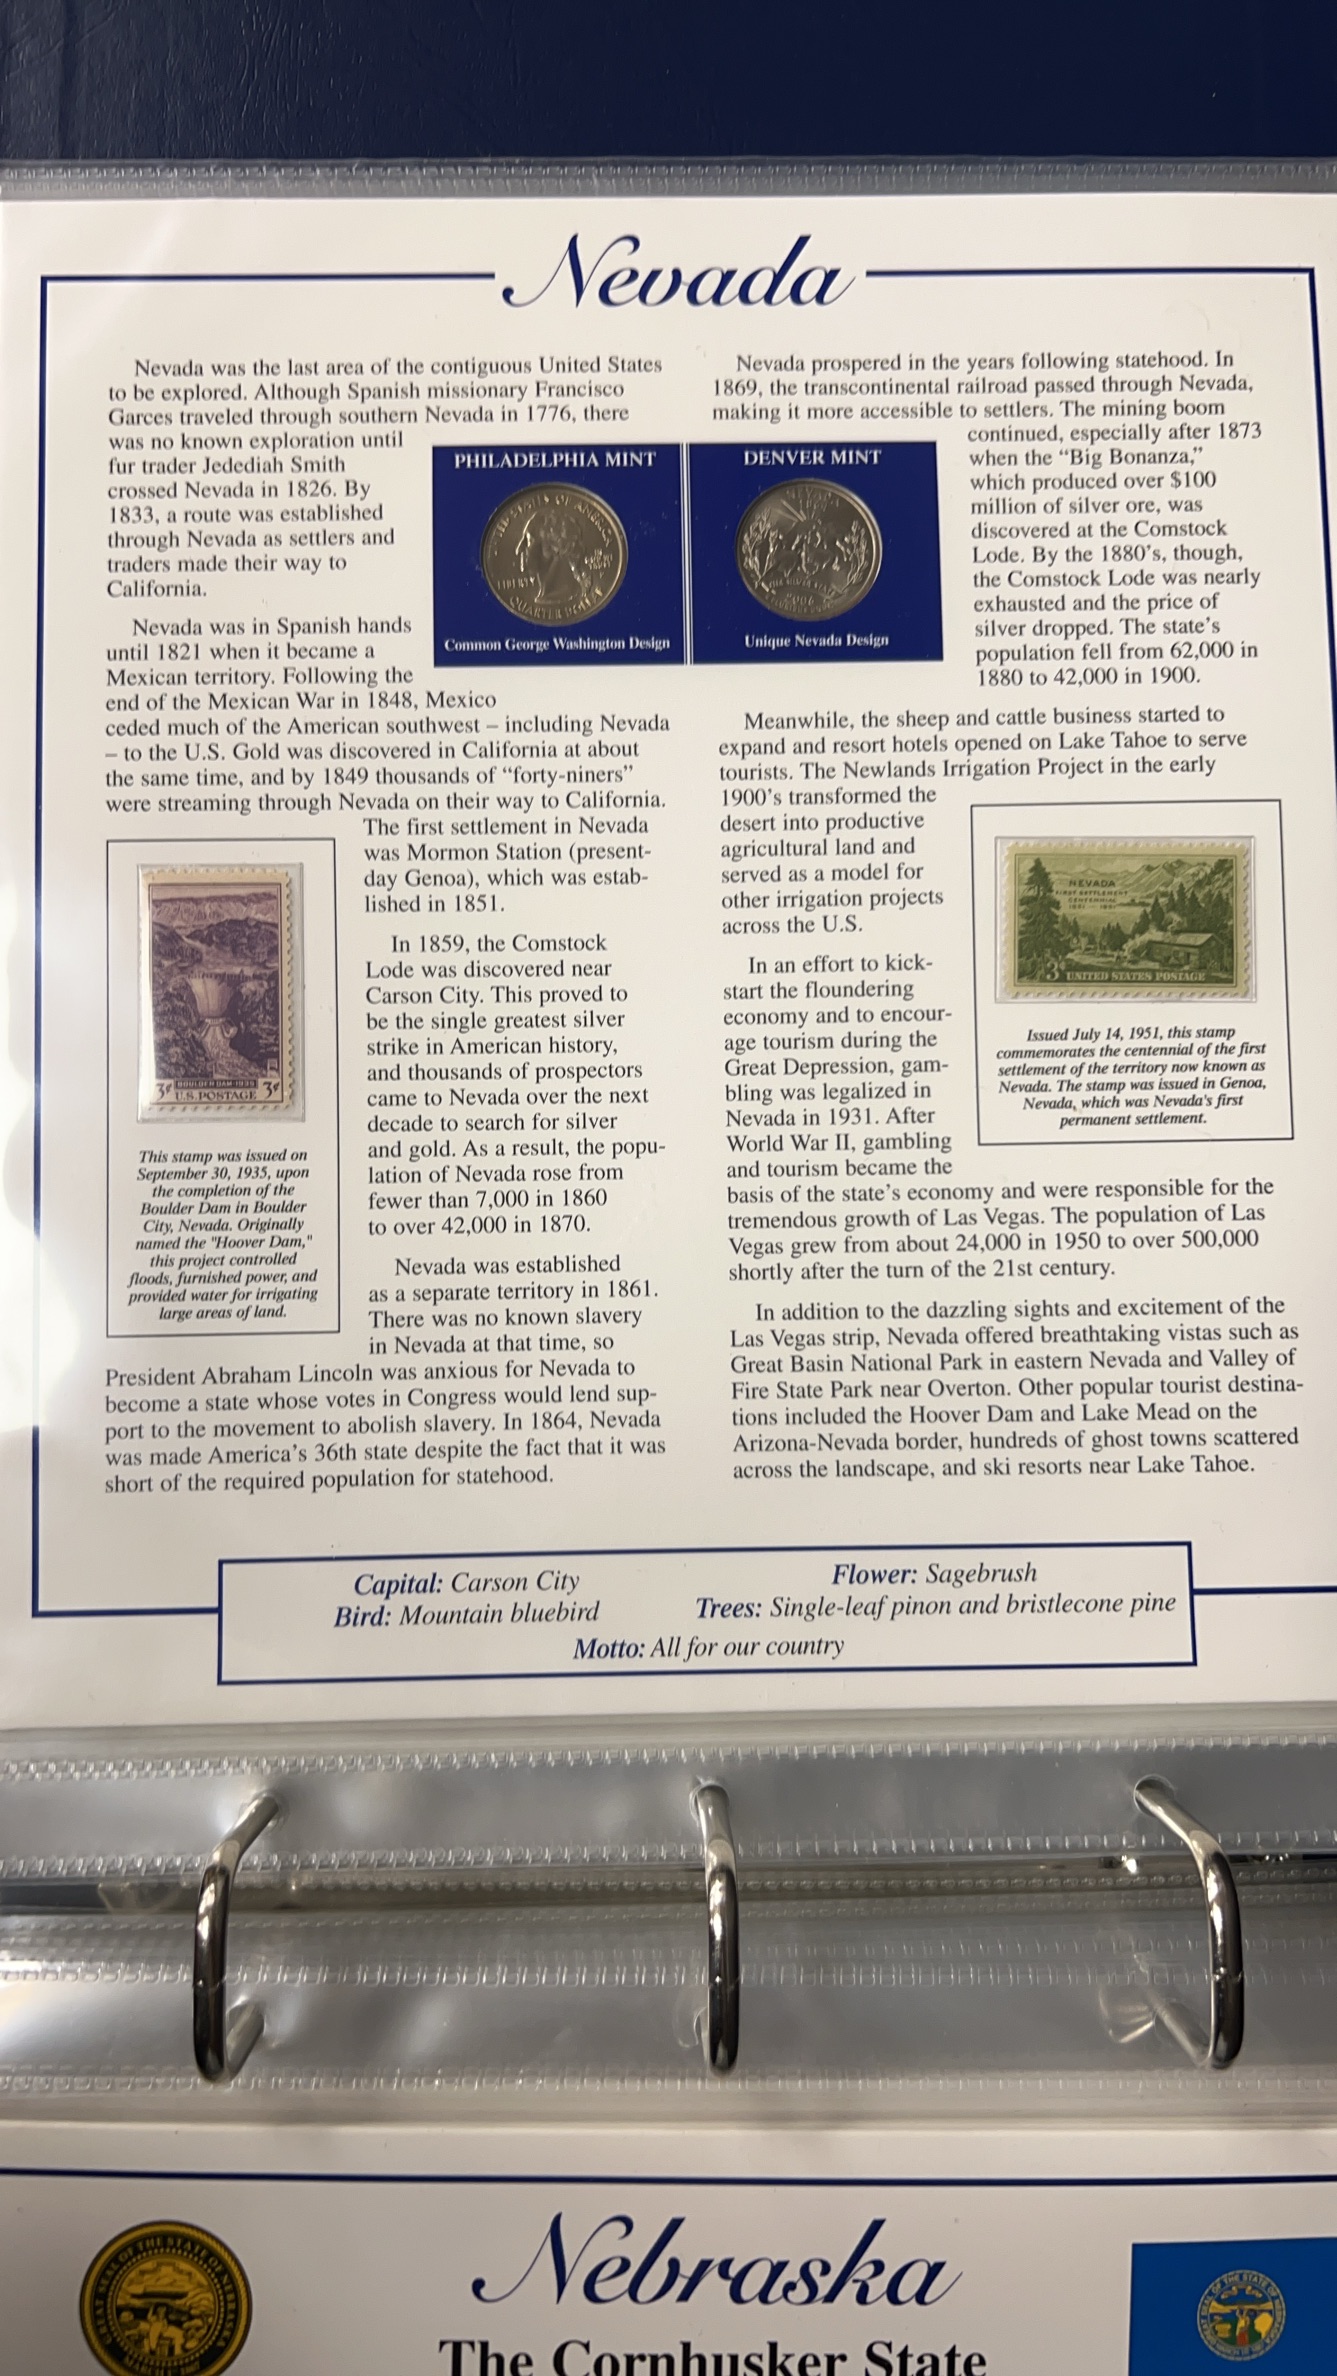 Nevada
Nevada was the last area of the contiguous United States
to be explored. Although Spanish missionary Francisco
Garces traveled through southern Nevada in 1776, there
was no known exploration until
fur trader Jedediah Smith
crossed Nevada in 1826. By
1833, a route was established
through Nevada as settlers and
traders made their way to
California.
Nevada was in Spanish hands
until 1821 when it became a
Mexican territory. Following the
end of the Mexican War in 1848, Mexico
ceded much of the American southwest – including Nevada
– to the U.S. Gold was discovered in California at about
the same time, and by 1849 thousands of “forty-niners”
were streaming through Nevada on their way to California.
The first settlement in Nevada
was Mormon Station (present-
day Genoa), which was estab-
lished in 1851.
In 1859, the Comstock
Lode was discovered near
Carson City. This proved to
be the single greatest silver
strike in American history,
and thousands of prospectors
came to Nevada over the next
decade to search for silver
and gold. As a result, the popu-
lation of Nevada rose from
fewer than 7,000 in 1860
to over 42,000 in 1870.
Nevada was established
as a separate territory in 1861.
There was no known slavery
in Nevada at that time, so
President Abraham Lincoln was anxious for Nevada to
become a state whose votes in Congress would lend sup-
port to the movement to abolish slavery. In 1864, Nevada
was made America’s 36th state despite the fact that it was
short of the required population for statehood.
PHILADELPHIA MINT
UNITED STATES OF AMERICA
LIBERTY
IN GOD WE TRUST
QUARTER DOLLAR
Common George Washington Design
DENVER MINT
NEVADA
1864
THE SILVER STATE
2006
Unique Nevada Design
3¢ BOULDER DAM·1935 3¢
U.S. POSTAGE
This stamp was issued on
September 30, 1935, upon
the completion of the
Boulder Dam in Boulder
City, Nevada. Originally
named the "Hoover Dam,"
this project controlled
floods, furnished power, and
provided water for irrigating
large areas of land.
Nevada prospered in the years following statehood. In
1869, the transcontinental railroad passed through Nevada,
making it more accessible to settlers. The mining boom
continued, especially after 1873
when the “Big Bonanza,”
which produced over $100
million of silver ore, was
discovered at the Comstock
Lode. By the 1880’s, though,
the Comstock Lode was nearly
exhausted and the price of
silver dropped. The state’s
population fell from 62,000 in
1880 to 42,000 in 1900.
Meanwhile, the sheep and cattle business started to
expand and resort hotels opened on Lake Tahoe to serve
tourists. The Newlands Irrigation Project in the early
1900’s transformed the
desert into productive
agricultural land and
served as a model for
other irrigation projects
across the U.S.
In an effort to kick-
start the floundering
economy and to encour-
age tourism during the
Great Depression, gam-
bling was legalized in
Nevada in 1931. After
World War II, gambling
and tourism became the
basis of the state’s economy and were responsible for the
tremendous growth of Las Vegas. The population of Las
Vegas grew from about 24,000 in 1950 to over 500,000
shortly after the turn of the 21st century.
In addition to the dazzling sights and excitement of the
Las Vegas strip, Nevada offered breathtaking vistas such as
Great Basin National Park in eastern Nevada and Valley of
Fire State Park near Overton. Other popular tourist destina-
tions included the Hoover Dam and Lake Mead on the
Arizona-Nevada border, hundreds of ghost towns scattered
across the landscape, and ski resorts near Lake Tahoe.
NEVADA
FIRST SETTLEMENT
CENTENNIAL
1851 – 1951
3¢ UNITED STATES POSTAGE
Issued July 14, 1951, this stamp
commemorates the centennial of the first
settlement of the territory now known as
Nevada. The stamp was issued in Genoa,
Nevada, which was Nevada's first
permanent settlement.
Capital: Carson City
Flower: Sagebrush
Bird: Mountain bluebird
Trees: Single-leaf pinon and bristlecone pine
Motto: All for our country
GREAT SEAL OF THE STATE OF NEBRASKA
Nebraska
The Cornhusker State